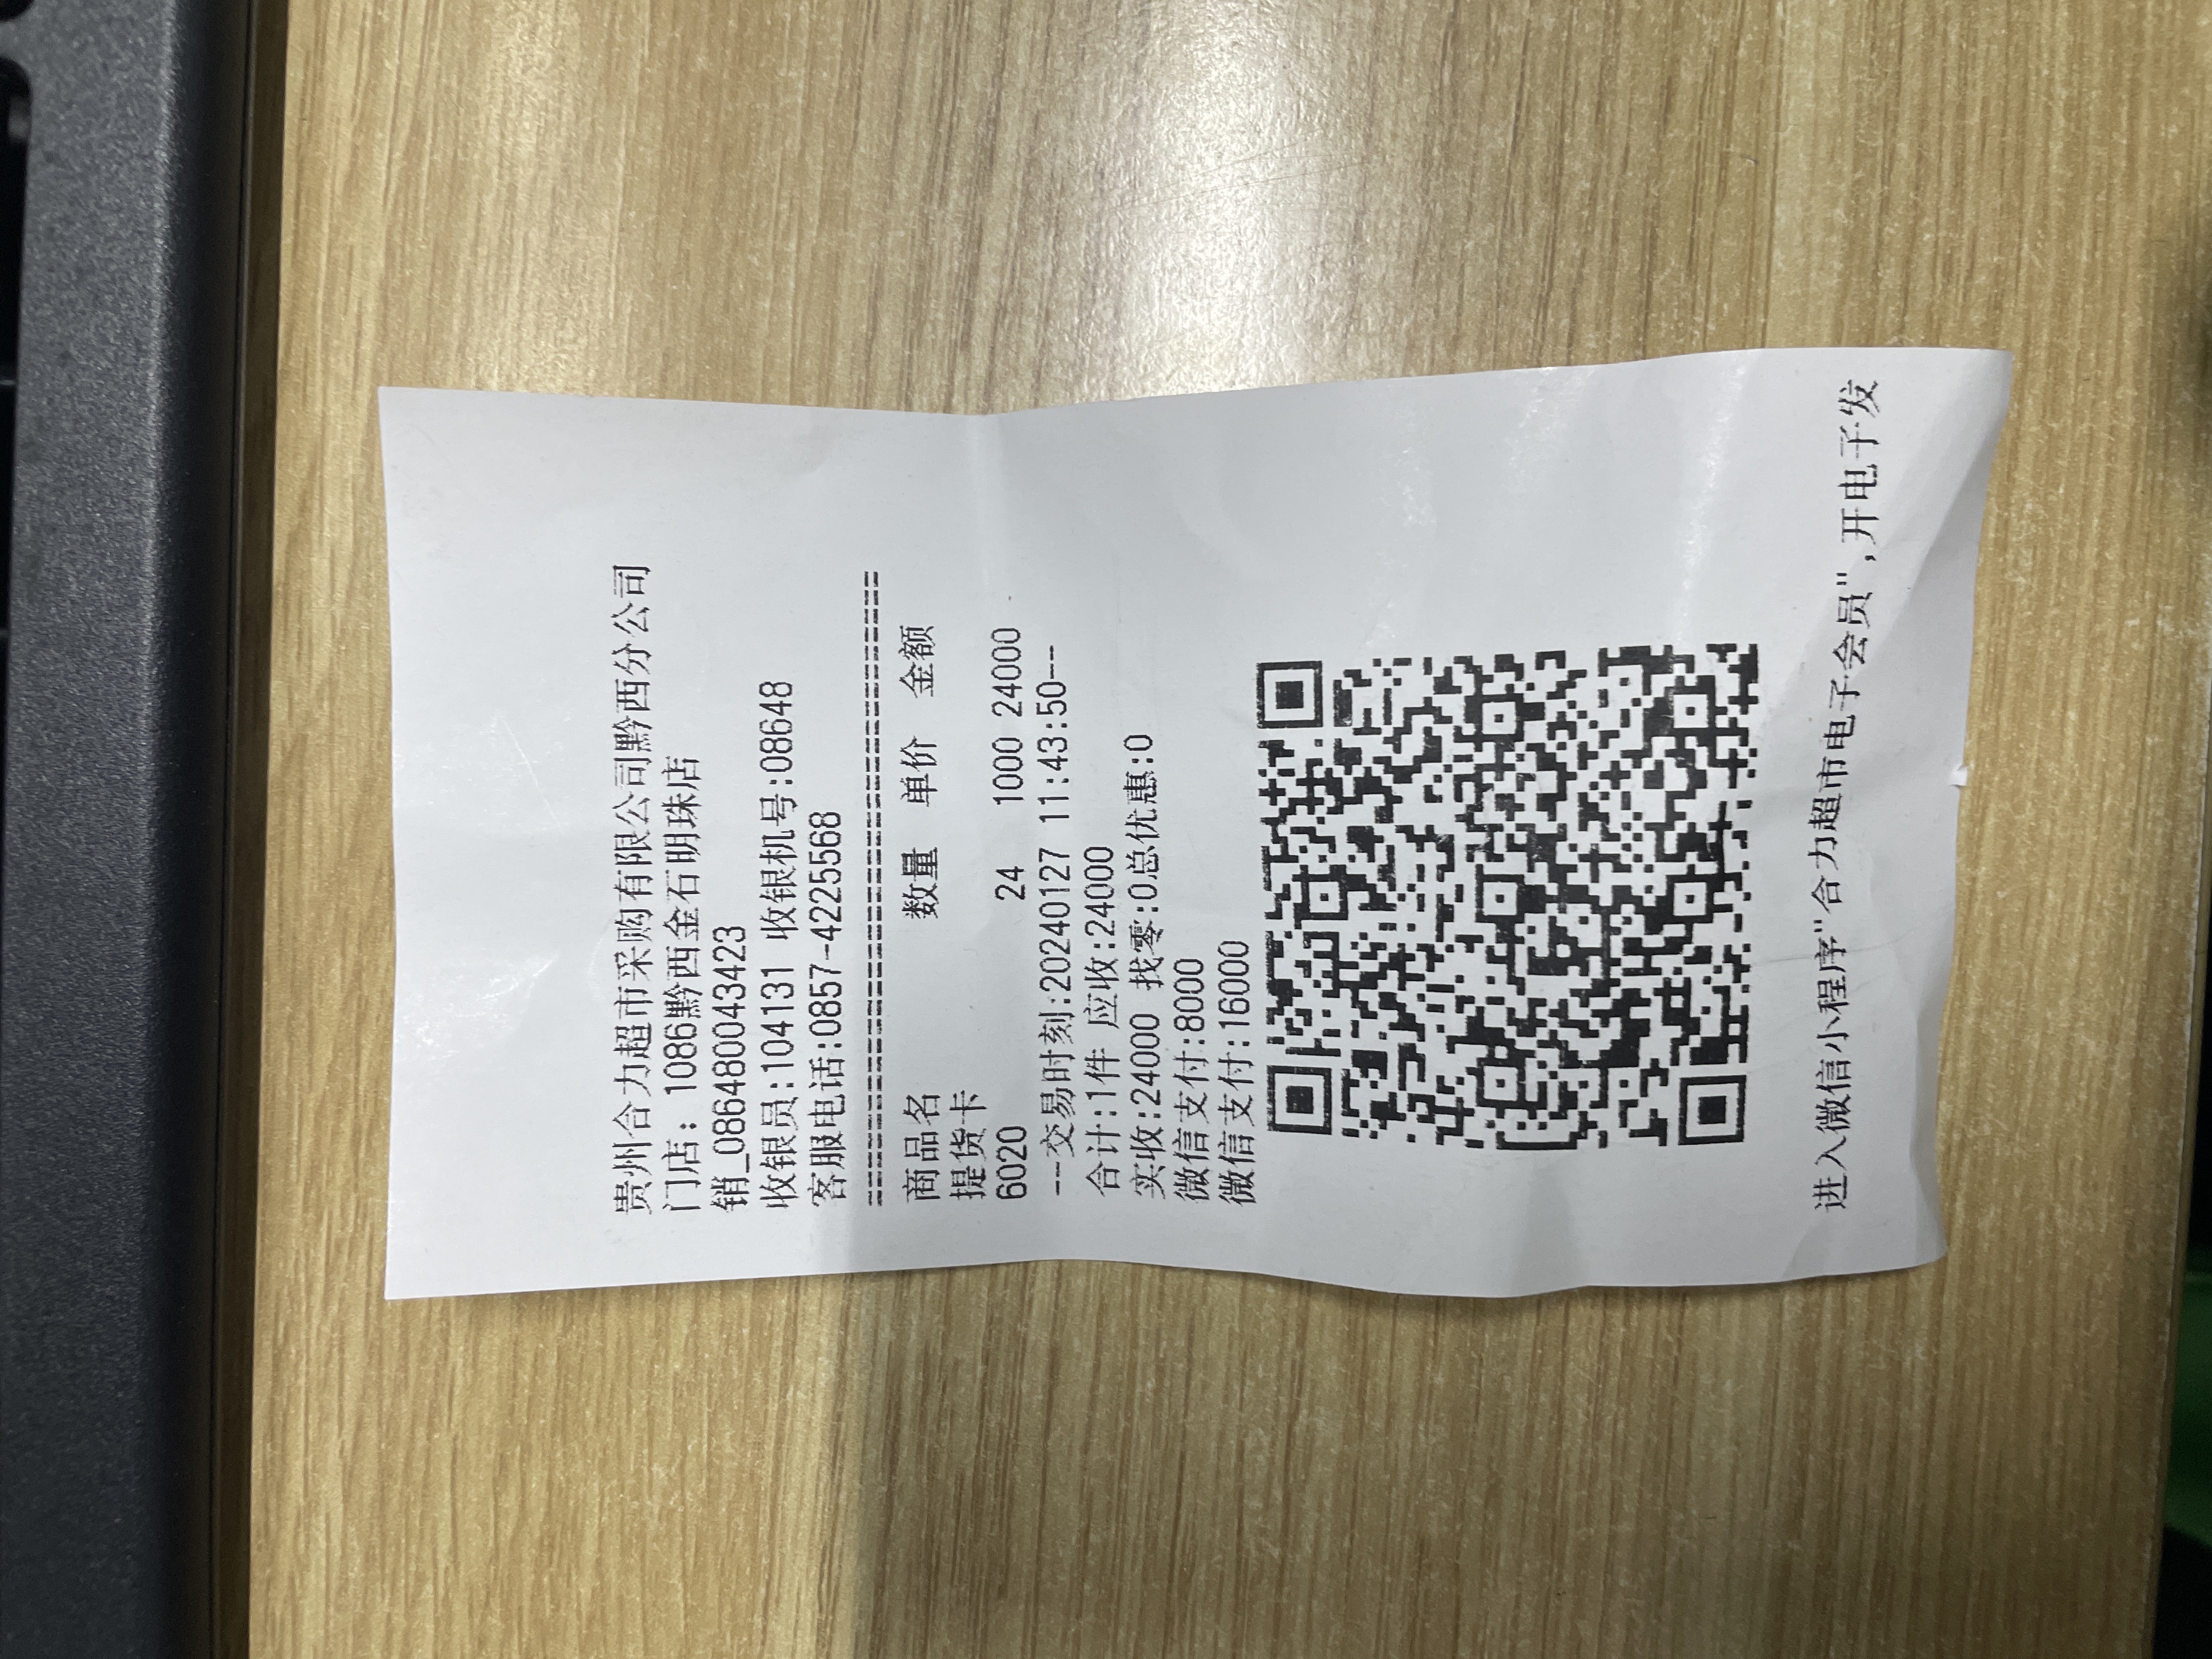 贵州合力超市采购有限公司黔西分公司
门店: 1086黔西金石明珠店
销_086480043423
收银员:104131 收银机号:08648
客服电话:0857-4225568
================================
商品名 数量 单价 金额
提货卡
6020 24 1000 24000
--交易时刻:20240127 11:43:50--
合计:1件 应收:24000
实收:24000 找零:0总优惠:0
微信支付:8000
微信支付:16000
进入微信小程序"合力超市电子会员",开电子发